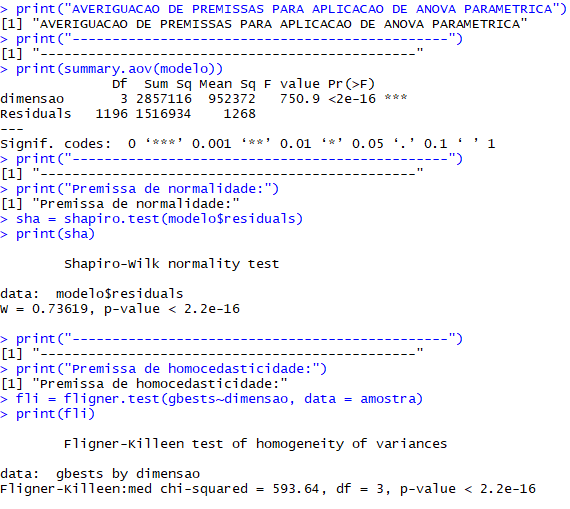 > print("AVERIGUACAO DE PREMISSAS PARA APLICACAO DE ANOVA PARAMETRICA")
[1] "AVERIGUACAO DE PREMISSAS PARA APLICACAO DE ANOVA PARAMETRICA"
> print("--------------------------------------------------")
[1] "--------------------------------------------------"
> print(summary.aov(modelo))
              Df  Sum Sq Mean Sq F value Pr(>F)
dimensao       3 2857116  952372   750.9 <2e-16 ***
Residuals   1196 1516934    1268
---
Signif. codes:  0 ‘***’ 0.001 ‘**’ 0.01 ‘*’ 0.05 ‘.’ 0.1 ‘ ’ 1
> print("--------------------------------------------------")
[1] "--------------------------------------------------"
> print("Premissa de normalidade:")
[1] "Premissa de normalidade:"
> sha = shapiro.test(modelo$residuals)
> print(sha)
        Shapiro-Wilk normality test
data:  modelo$residuals
W = 0.73619, p-value < 2.2e-16
> print("--------------------------------------------------")
[1] "--------------------------------------------------"
> print("Premissa de homocedasticidade:")
[1] "Premissa de homocedasticidade:"
> fli = fligner.test(gbests~dimensao, data = amostra)
> print(fli)
        Fligner-Killeen test of homogeneity of variances
data:  gbests by dimensao
Fligner-Killeen:med chi-squared = 593.64, df = 3, p-value < 2.2e-16